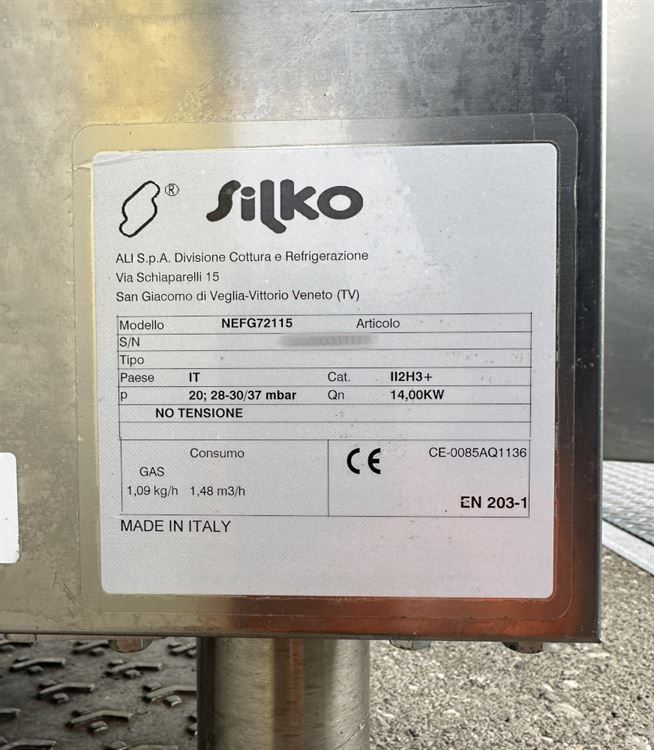 ® Silko
ALI S.p.A. Divisione Cottura e Refrigerazione
Via Schiaparelli 15
San Giacomo di Veglia-Vittorio Veneto (TV)
Modello NEFG72115 Articolo
S/N
Tipo
Paese IT Cat. II2H3+
p 20; 28-30/37 mbar Qn 14,00KW
NO TENSIONE
Consumo CE CE-0085AQ1136
GAS
1,09 kg/h 1,48 m3/h
EN 203-1
MADE IN ITALY